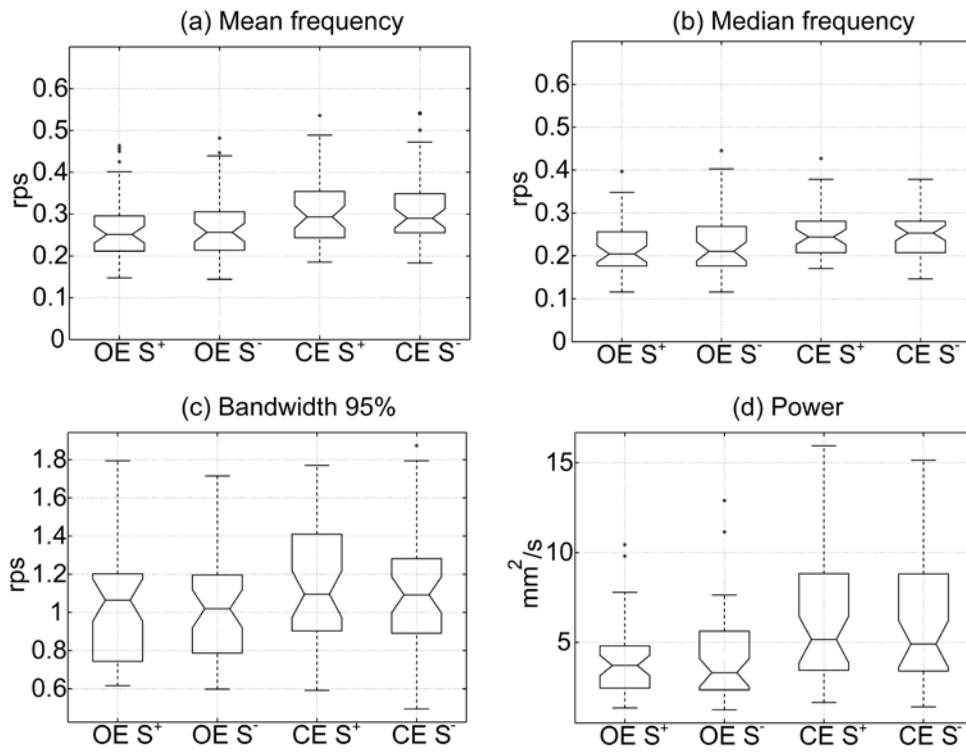 (a) Mean frequency
0.6
0.5
0.4
0.3
0.2
0.1
0
rps
OE S⁺ OE S⁻ CE S⁺ CE S⁻
(b) Median frequency
0.6
0.5
0.4
0.3
0.2
0.1
0
rps
OE S⁺ OE S⁻ CE S⁺ CE S⁻
(c) Bandwidth 95%
1.8
1.6
1.4
1.2
1
0.8
0.6
rps
OE S⁺ OE S⁻ CE S⁺ CE S⁻
(d) Power
15
10
5
mm²/s
OE S⁺ OE S⁻ CE S⁺ CE S⁻